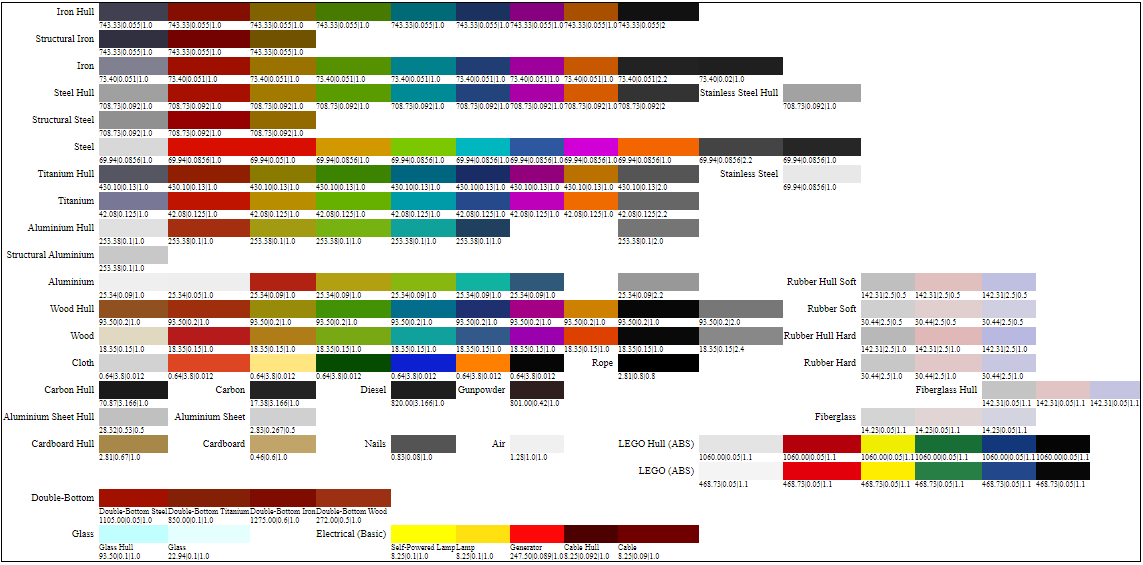 Iron Hull
743.33|0.055|1.0 743.33|0.055|1.0 743.33|0.055|1.0 743.33|0.055|1.0 743.33|0.055|1.0 743.33|0.055|1.0 743.33|0.055|1.0 743.33|0.055|1.0 743.33|0.055|2
Structural Iron
743.33|0.055|1.0 743.33|0.055|1.0 743.33|0.055|1.0
Iron
73.40|0.051|1.0 73.40|0.051|1.0 73.40|0.051|1.0 73.40|0.051|1.0 73.40|0.051|1.0 73.40|0.051|1.0 73.40|0.051|1.0 73.40|0.051|1.0 73.40|0.051|2.2 73.40|0.02|1.0
Steel Hull Stainless Steel Hull
708.73|0.092|1.0 708.73|0.092|1.0 708.73|0.092|1.0 708.73|0.092|1.0 708.73|0.092|1.0 708.73|0.092|1.0 708.73|0.092|1.0 708.73|0.092|1.0 708.73|0.092|2 708.73|0.092|1.0
Structural Steel
708.73|0.092|1.0 708.73|0.092|1.0 708.73|0.092|1.0
Steel
69.94|0.0856|1.0 69.94|0.0856|1.0 69.94|0.05|1.0 69.94|0.0856|1.0 69.94|0.0856|1.0 69.94|0.0856|1.0 69.94|0.0856|1.0 69.94|0.0856|1.0 69.94|0.0856|1.0 69.94|0.0856|2.2 69.94|0.0856|1.0
Titanium Hull Stainless Steel
430.10|0.13|1.0 430.10|0.13|1.0 430.10|0.13|1.0 430.10|0.13|1.0 430.10|0.13|1.0 430.10|0.13|1.0 430.10|0.13|1.0 430.10|0.13|1.0 430.10|0.13|2.0 69.94|0.0856|1.0
Titanium
42.08|0.125|1.0 42.08|0.125|1.0 42.08|0.125|1.0 42.08|0.125|1.0 42.08|0.125|1.0 42.08|0.125|1.0 42.08|0.125|1.0 42.08|0.125|1.0 42.08|0.125|2.2
Aluminium Hull
253.38|0.1|1.0 253.38|0.1|1.0 253.38|0.1|1.0 253.38|0.1|1.0 253.38|0.1|1.0 253.38|0.1|1.0 253.38|0.1|2.0
Structural Aluminium
253.38|0.1|1.0
Aluminium Rubber Hull Soft
25.34|0.09|1.0 25.34|0.05|1.0 25.34|0.09|1.0 25.34|0.09|1.0 25.34|0.09|1.0 25.34|0.09|1.0 25.34|0.09|1.0 25.34|0.09|2.2 142.31|2.5|0.5 142.31|2.5|0.5 142.31|2.5|0.5
Wood Hull Rubber Soft
93.50|0.2|1.0 93.50|0.2|1.0 93.50|0.2|1.0 93.50|0.2|1.0 93.50|0.2|1.0 93.50|0.2|1.0 93.50|0.2|1.0 93.50|0.2|1.0 93.50|0.2|1.0 93.50|0.2|2.0 30.44|2.5|0.5 30.44|2.5|0.5 30.44|2.5|0.5
Wood Rubber Hull Hard
18.35|0.15|1.0 18.35|0.15|1.0 18.35|0.15|1.0 18.35|0.15|1.0 18.35|0.15|1.0 18.35|0.15|1.0 18.35|0.15|1.0 18.35|0.15|1.0 18.35|0.15|1.0 18.35|0.15|2.4 142.31|2.5|1.0 142.31|2.5|1.0 142.31|2.5|1.0
Cloth Rope Rubber Hard
0.64|3.8|0.012 0.64|3.8|0.012 0.64|3.8|0.012 0.64|3.8|0.012 0.64|3.8|0.012 0.64|3.8|0.012 0.64|3.8|0.012 2.81|0.8|0.8 30.44|2.5|1.0 30.44|2.5|1.0 30.44|2.5|1.0
Carbon Hull Carbon Diesel Gunpowder Fiberglass Hull
70.87|3.166|1.0 17.38|3.166|1.0 820.00|3.166|1.0 801.00|0.42|1.0 142.31|0.05|1.1 142.31|0.05|1.1 142.31|0.05|1.1
Aluminium Sheet Hull Aluminium Sheet Fiberglass
28.32|0.53|0.5 2.83|0.267|0.5 14.23|0.05|1.1 14.23|0.05|1.1 14.23|0.05|1.1
Cardboard Hull Cardboard Nails Air LEGO Hull (ABS)
2.81|0.67|1.0 0.46|0.6|1.0 0.83|0.08|1.0 1.28|1.0|1.0 1060.00|0.05|1.1 1060.00|0.05|1.1 1060.00|0.05|1.1 1060.00|0.05|1.1 1060.00|0.05|1.1 1060.00|0.05|1.1
LEGO (ABS)
468.73|0.05|1.1 468.73|0.05|1.1 468.73|0.05|1.1 468.73|0.05|1.1 468.73|0.05|1.1 468.73|0.05|1.1
Double-Bottom
Double-Bottom Steel Double-Bottom Titanium Double-Bottom Iron Double-Bottom Wood
1105.00|0.05|1.0 850.00|0.1|1.0 1275.00|0.6|1.0 272.00|0.5|1.0
Glass Electrical (Basic)
Glass Hull Glass Self-Powered Lamp Lamp Generator Cable Hull Cable
93.50|0.1|1.0 22.94|0.1|1.0 8.25|0.1|1.0 8.25|0.1|1.0 247.50|0.089|1.0 8.25|0.092|1.0 8.25|0.09|1.0